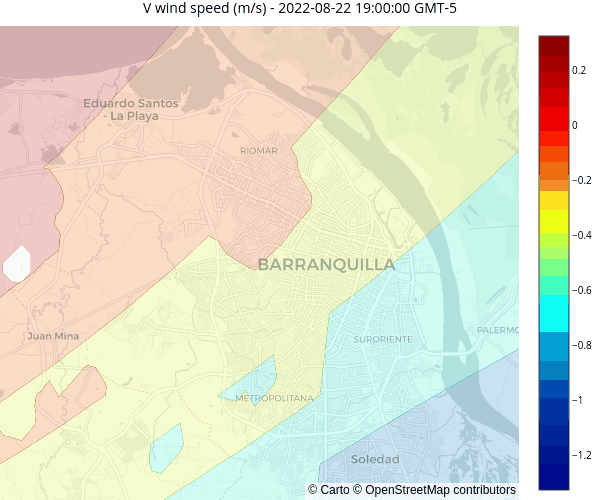 V wind speed (m/s) - 2022-08-22 19:00:00 GMT-5
Eduardo Santos
- La Playa
RIOMAR
BARRANQUILLA
Juan Mina
SURORIENTE
PALERMO
METROPOLITANA
Soledad
© Carto © OpenStreetMap contributors
0.2
0
−0.2
−0.4
−0.6
−0.8
−1
−1.2